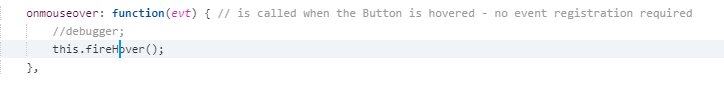 onmouseover: function(evt) { // is called when the Button is hovered - no event registration required
//debugger;
this.fireHover();
},